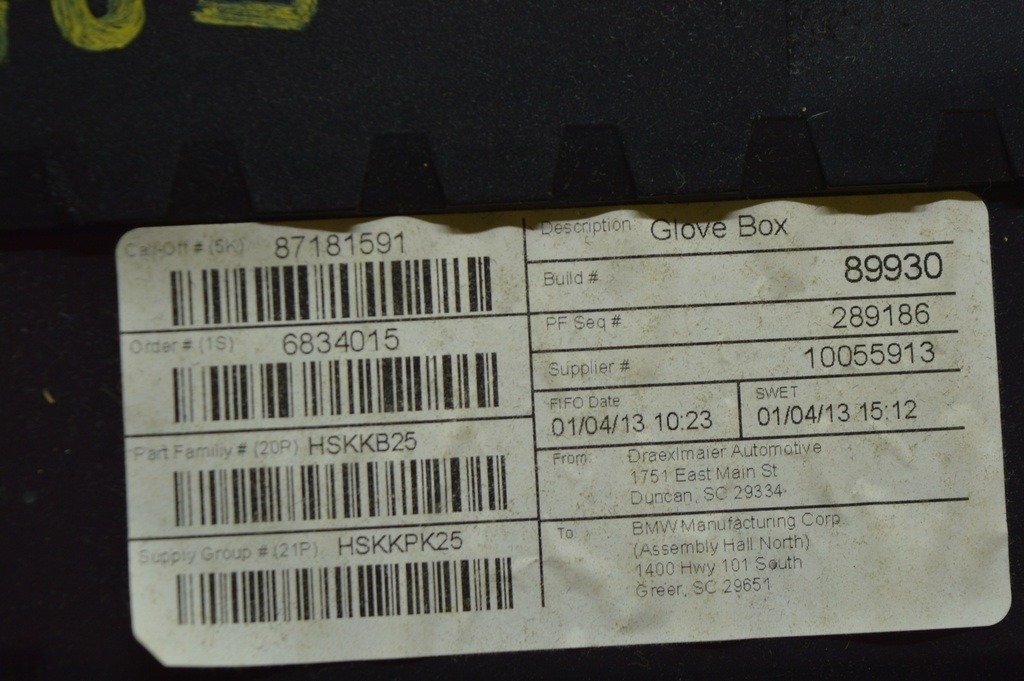 Call-Off # (5K) 87181591
Order # (1S) 6834015
Part Family # (20P) HSKKB25
Supply Group # (21P) HSKKPK25
Description Glove Box
Build # 89930
PF Seq # 289186
Supplier # 10055913
FIFO Date
01/04/13 10:23
SWET
01/04/13 15:12
From Draexlmaier Automotive
1751 East Main St
Duncan, SC 29334
To BMW Manufacturing Corp
(Assembly Hall North)
1400 Hwy 101 South
Greer, SC 29651